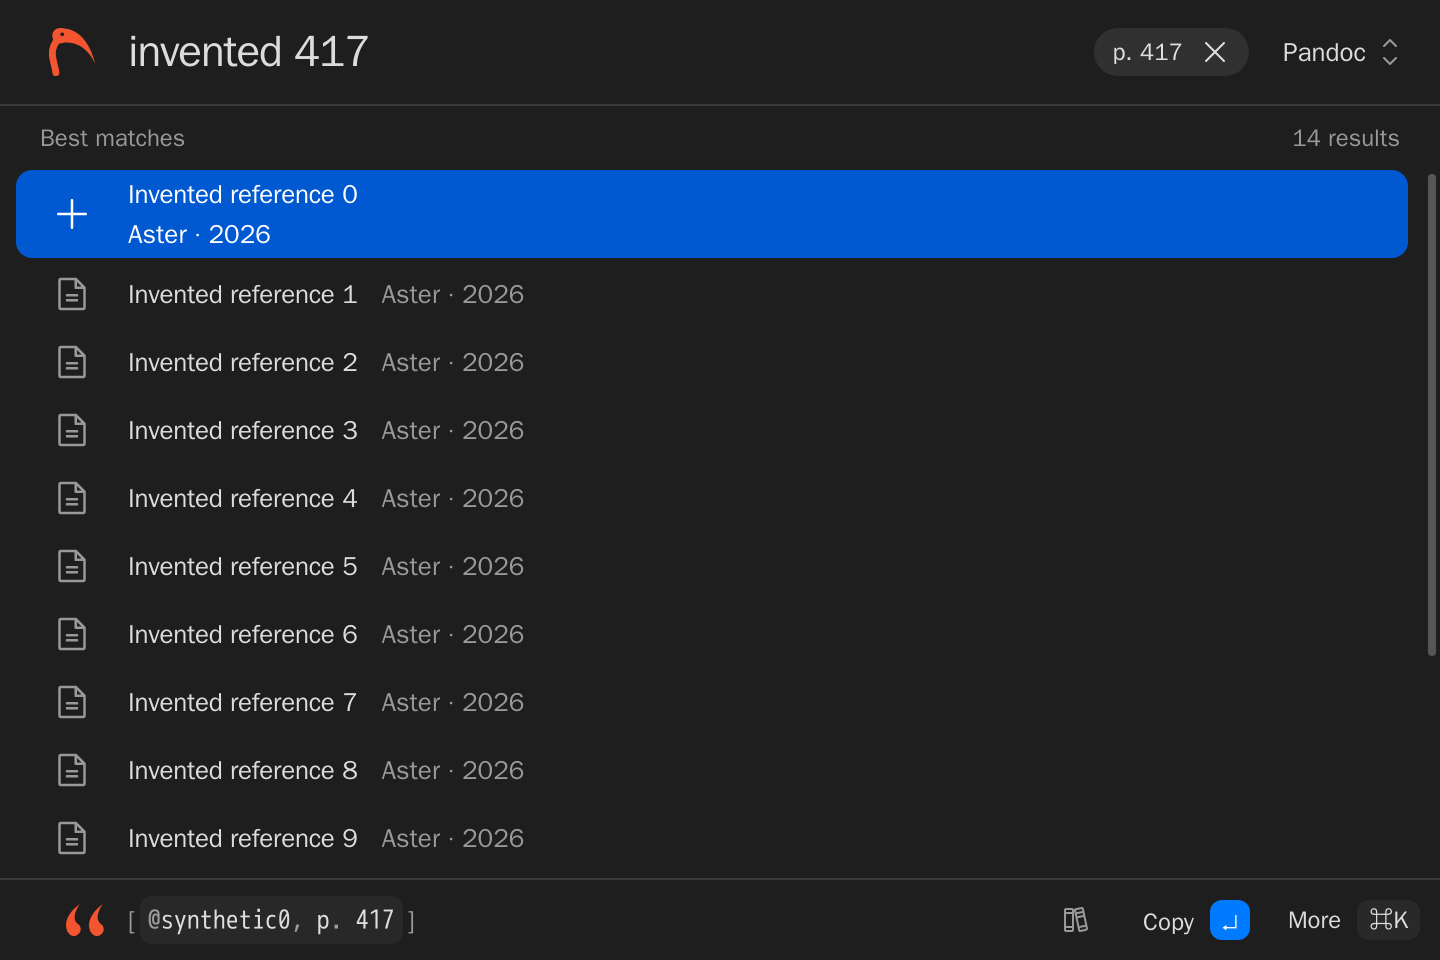 invented 417
p. 417
Pandoc
Best matches
14 results
Invented reference 0
Aster · 2026
Invented reference 1 Aster · 2026
Invented reference 2 Aster · 2026
Invented reference 3 Aster · 2026
Invented reference 4 Aster · 2026
Invented reference 5 Aster · 2026
Invented reference 6 Aster · 2026
Invented reference 7 Aster · 2026
Invented reference 8 Aster · 2026
Invented reference 9 Aster · 2026
[@synthetic0, p. 417]
Copy
More ⌘K